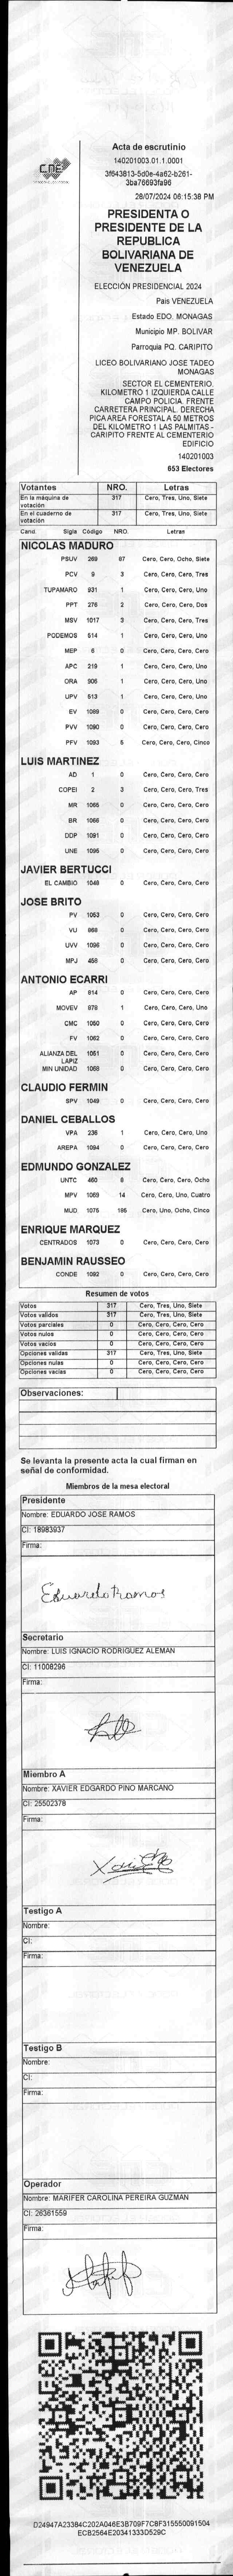 CNE
Acta de escrutinio
140201003.01.1.0001
3f643813-5d0e-4a62-b261-
3ba76693fa96
28/07/2024 06:15:38 PM
PRESIDENTA O
PRESIDENTE DE LA
REPUBLICA
BOLIVARIANA DE
VENEZUELA
ELECCIÓN PRESIDENCIAL 2024
Pais VENEZUELA
Estado EDO. MONAGAS
Municipio MP. BOLIVAR
Parroquia PQ. CARIPITO
LICEO BOLIVARIANO JOSE TADEO
MONAGAS
SECTOR EL CEMENTERIO.
KILOMETRO 1 IZQUIERDA CALLE
CAMPO POLICIA. FRENTE
CARRETERA PRINCIPAL. DERECHA
PICA AREA FORESTAL A 50 METROS
DEL KILOMETRO 1 LAS PALMITAS -
CARIPITO FRENTE AL CEMENTERIO
EDIFICIO
140201003
653 Electores
Votantes NRO. Letras
En la máquina de votación 317 Cero, Tres, Uno, Siete
En el cuaderno de votación 317 Cero, Tres, Uno, Siete
Cand. Sigla Código NRO. Letras
NICOLAS MADURO
PSUV 269 87 Cero, Cero, Ocho, Siete
PCV 9 3 Cero, Cero, Cero, Tres
TUPAMARO 931 1 Cero, Cero, Cero, Uno
PPT 276 2 Cero, Cero, Cero, Dos
MSV 1017 3 Cero, Cero, Cero, Tres
PODEMOS 514 1 Cero, Cero, Cero, Uno
MEP 6 0 Cero, Cero, Cero, Cero
APC 219 1 Cero, Cero, Cero, Uno
ORA 906 1 Cero, Cero, Cero, Uno
UPV 513 1 Cero, Cero, Cero, Uno
EV 1089 0 Cero, Cero, Cero, Cero
PVV 1090 0 Cero, Cero, Cero, Cero
PFV 1093 5 Cero, Cero, Cero, Cinco
LUIS MARTINEZ
AD 1 0 Cero, Cero, Cero, Cero
COPEI 2 3 Cero, Cero, Cero, Tres
MR 1055 0 Cero, Cero, Cero, Cero
BR 1066 0 Cero, Cero, Cero, Cero
DDP 1091 0 Cero, Cero, Cero, Cero
UNE 1095 0 Cero, Cero, Cero, Cero
JAVIER BERTUCCI
EL CAMBIO 1048 0 Cero, Cero, Cero, Cero
JOSE BRITO
PV 1053 0 Cero, Cero, Cero, Cero
VU 868 0 Cero, Cero, Cero, Cero
UVV 1096 0 Cero, Cero, Cero, Cero
MPJ 458 0 Cero, Cero, Cero, Cero
ANTONIO ECARRI
AP 814 0 Cero, Cero, Cero, Cero
MOVEV 878 1 Cero, Cero, Cero, Uno
CMC 1050 0 Cero, Cero, Cero, Cero
FV 1062 0 Cero, Cero, Cero, Cero
ALIANZA DEL LAPIZ 1051 0 Cero, Cero, Cero, Cero
MIN UNIDAD 1068 0 Cero, Cero, Cero, Cero
CLAUDIO FERMIN
SPV 1049 0 Cero, Cero, Cero, Cero
DANIEL CEBALLOS
VPA 236 1 Cero, Cero, Cero, Uno
AREPA 1094 0 Cero, Cero, Cero, Cero
EDMUNDO GONZALEZ
UNTC 460 8 Cero, Cero, Cero, Ocho
MPV 1069 14 Cero, Cero, Uno, Cuatro
MUD 1075 185 Cero, Uno, Ocho, Cinco
ENRIQUE MARQUEZ
CENTRADOS 1073 0 Cero, Cero, Cero, Cero
BENJAMIN RAUSSEO
CONDE 1092 0 Cero, Cero, Cero, Cero
Resumen de votos
Votos 317 Cero, Tres, Uno, Siete
Votos validos 317 Cero, Tres, Uno, Siete
Votos parciales 0 Cero, Cero, Cero, Cero
Votos nulos 0 Cero, Cero, Cero, Cero
Votos vacios 0 Cero, Cero, Cero, Cero
Opciones validas 317 Cero, Tres, Uno, Siete
Opciones nulas 0 Cero, Cero, Cero, Cero
Opciones vacias 0 Cero, Cero, Cero, Cero
Observaciones:
Se levanta la presente acta la cual firman en
señal de conformidad.
Miembros de la mesa electoral
Presidente
Nombre: EDUARDO JOSE RAMOS
CI: 18983937
Firma:
Eduardo Ramos
Secretario
Nombre: LUIS IGNACIO RODRIGUEZ ALEMAN
CI: 11008296
Firma:
Miembro A
Nombre: XAVIER EDGARDO PINO MARCANO
CI: 25502378
Firma:
Testigo A
Nombre:
CI:
Firma:
Testigo B
Nombre:
CI:
Firma:
Operador
Nombre: MARIFER CAROLINA PEREIRA GUZMAN
CI: 26361559
Firma:
D24947A23384C202A046E3B709F7CBF315550091504
ECB2564E20341333D529C